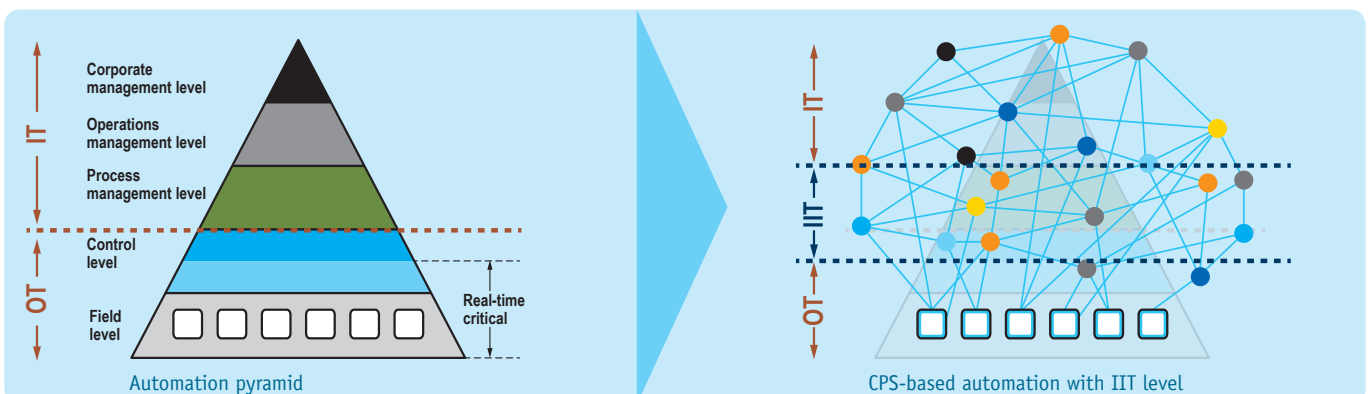 Corporate
management level
Operations
management level
Process
management level
Control
level
Field
level
IT
OT
Real-time
critical
Automation pyramid
IT
IIT
OT
CPS-based automation with IIT level